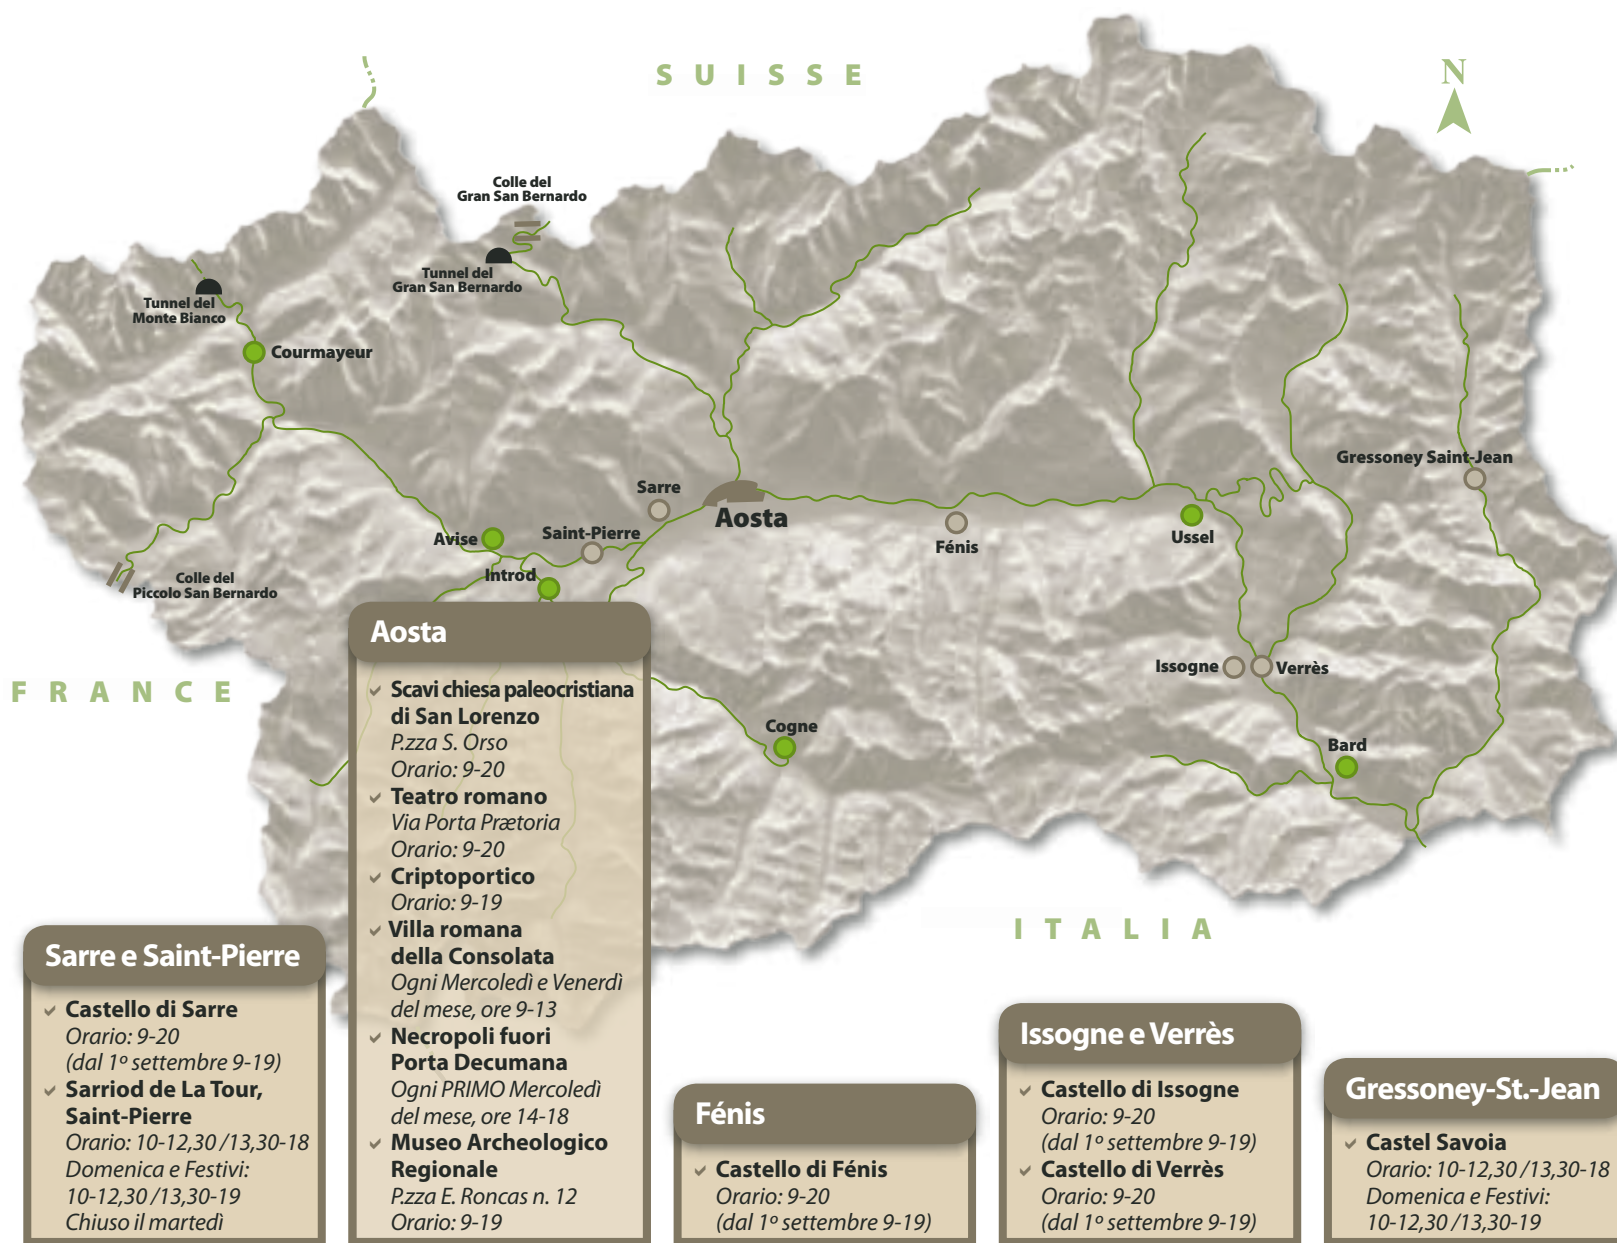 SUISSE
N
Colle del
Gran San Bernardo
Tunnel del
Gran San Bernardo
Tunnel del
Monte Bianco
Courmayeur
Gressoney Saint-Jean
Sarre
Aosta
Saint-Pierre
Avise
Fénis
Ussel
Introd
Colle del
Piccolo San Bernardo
Issogne
Verrès
FRANCE
Cogne
Bard
ITALIA
Aosta
Scavi chiesa paleocristiana
di San Lorenzo
P.zza S. Orso
Orario: 9-20
Teatro romano
Via Porta Prætoria
Orario: 9-20
Criptoportico
Orario: 9-19
Villa romana
della Consolata
Ogni Mercoledì e Venerdì
del mese, ore 9-13
Necropoli fuori
Porta Decumana
Ogni PRIMO Mercoledì
del mese, ore 14-18
Museo Archeologico
Regionale
P.zza E. Roncas n. 12
Orario: 9-19
Sarre e Saint-Pierre
Castello di Sarre
Orario: 9-20
(dal 1º settembre 9-19)
Sarriod de La Tour,
Saint-Pierre
Orario: 10-12,30 /13,30-18
Domenica e Festivi:
10-12,30 /13,30-19
Chiuso il martedì
Fénis
Castello di Fénis
Orario: 9-20
(dal 1º settembre 9-19)
Issogne e Verrès
Castello di Issogne
Orario: 9-20
(dal 1º settembre 9-19)
Castello di Verrès
Orario: 9-20
(dal 1º settembre 9-19)
Gressoney-St.-Jean
Castel Savoia
Orario: 10-12,30 /13,30-18
Domenica e Festivi:
10-12,30 /13,30-19